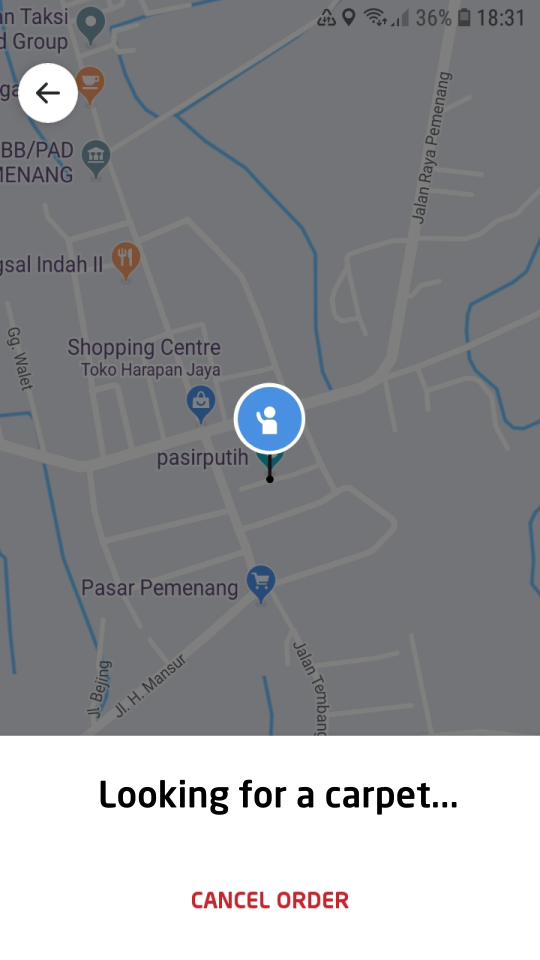 n Taksi
d Group
36% 18:31
ga
BB/PAD
MENANG
Jalan Raya Pemenang
gsal Indah II
Gg. Walet
Shopping Centre
Toko Harapan Jaya
pasirputih
Pasar Pemenang
Jl. Bejing
Jl. H. Mansur
Jalan Tembang
Looking for a carpet...
CANCEL ORDER